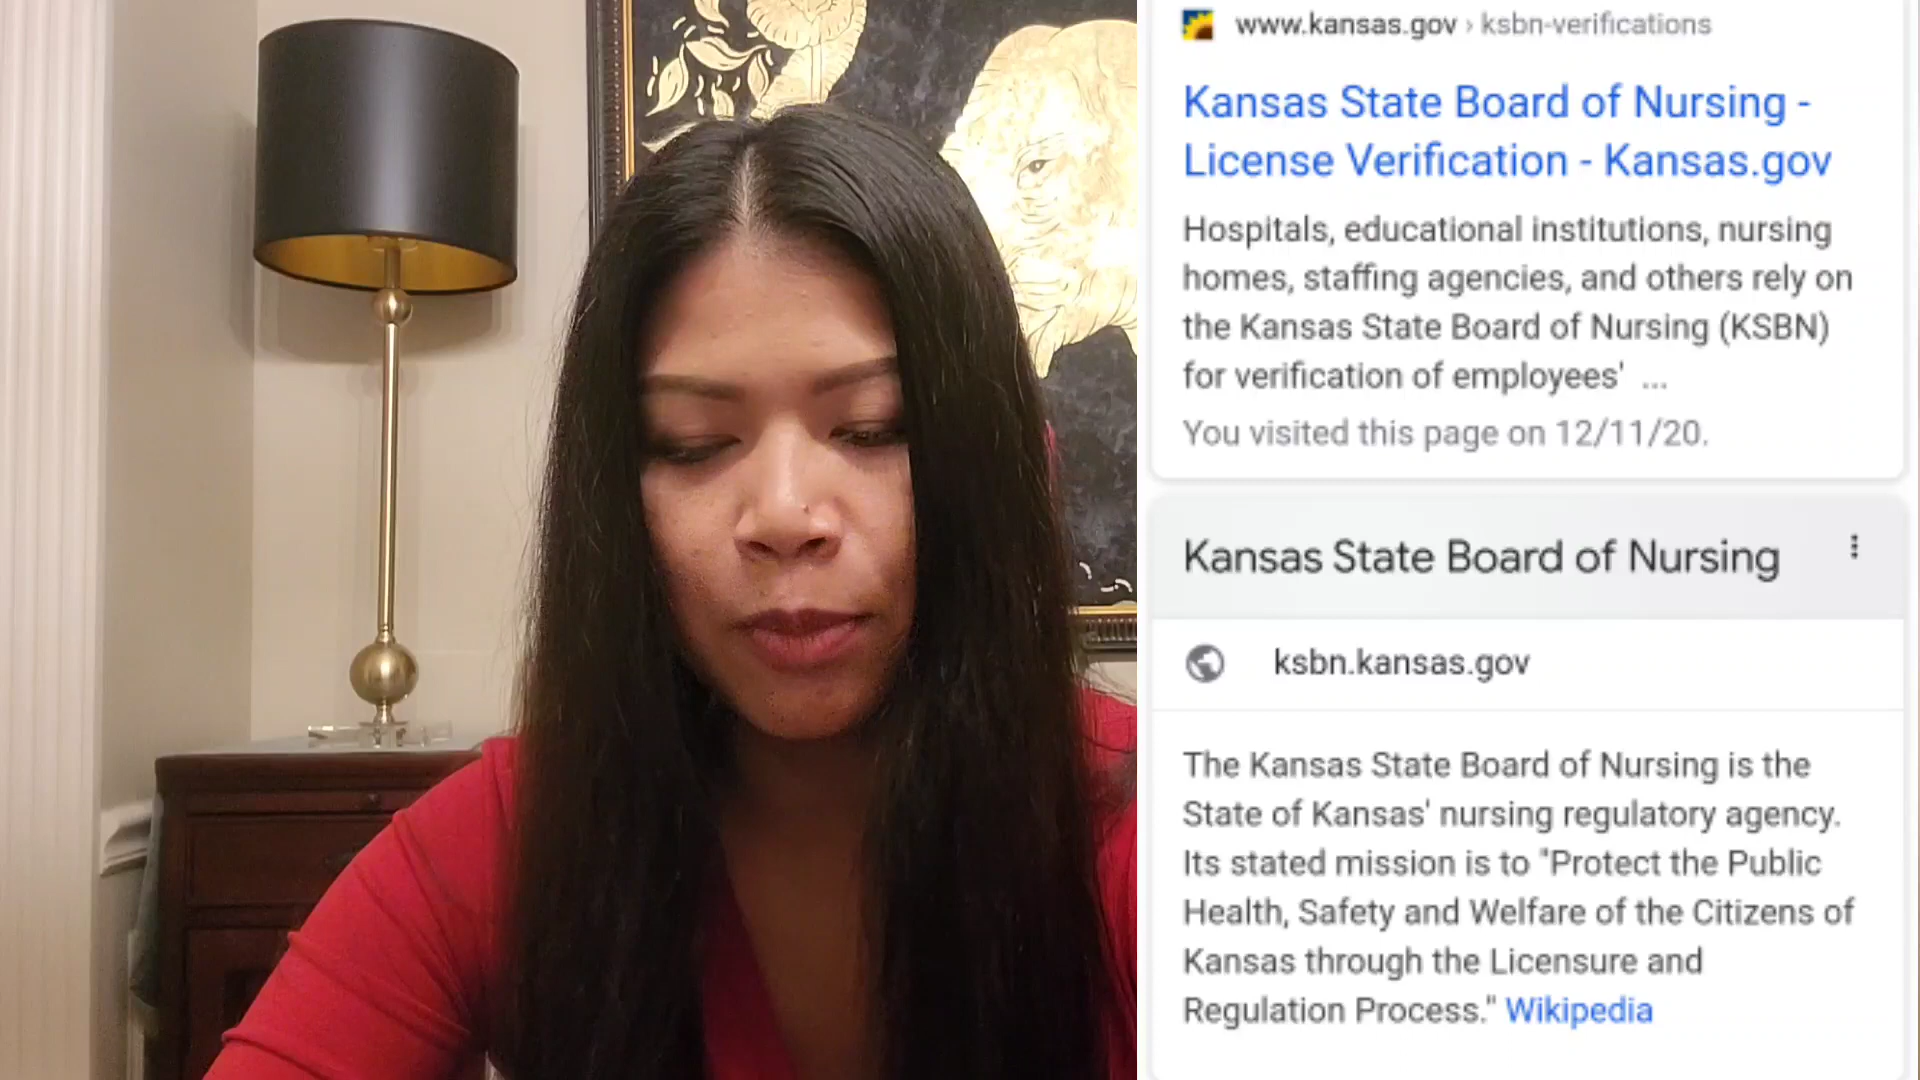 www.kansas.gov › ksbn-verifications
Kansas State Board of Nursing -
License Verification - Kansas.gov
Hospitals, educational institutions, nursing
homes, staffing agencies, and others rely on
the Kansas State Board of Nursing (KSBN)
for verification of employees' ...
You visited this page on 12/11/20.
Kansas State Board of Nursing
ksbn.kansas.gov
The Kansas State Board of Nursing is the
State of Kansas' nursing regulatory agency.
Its stated mission is to "Protect the Public
Health, Safety and Welfare of the Citizens of
Kansas through the Licensure and
Regulation Process." Wikipedia